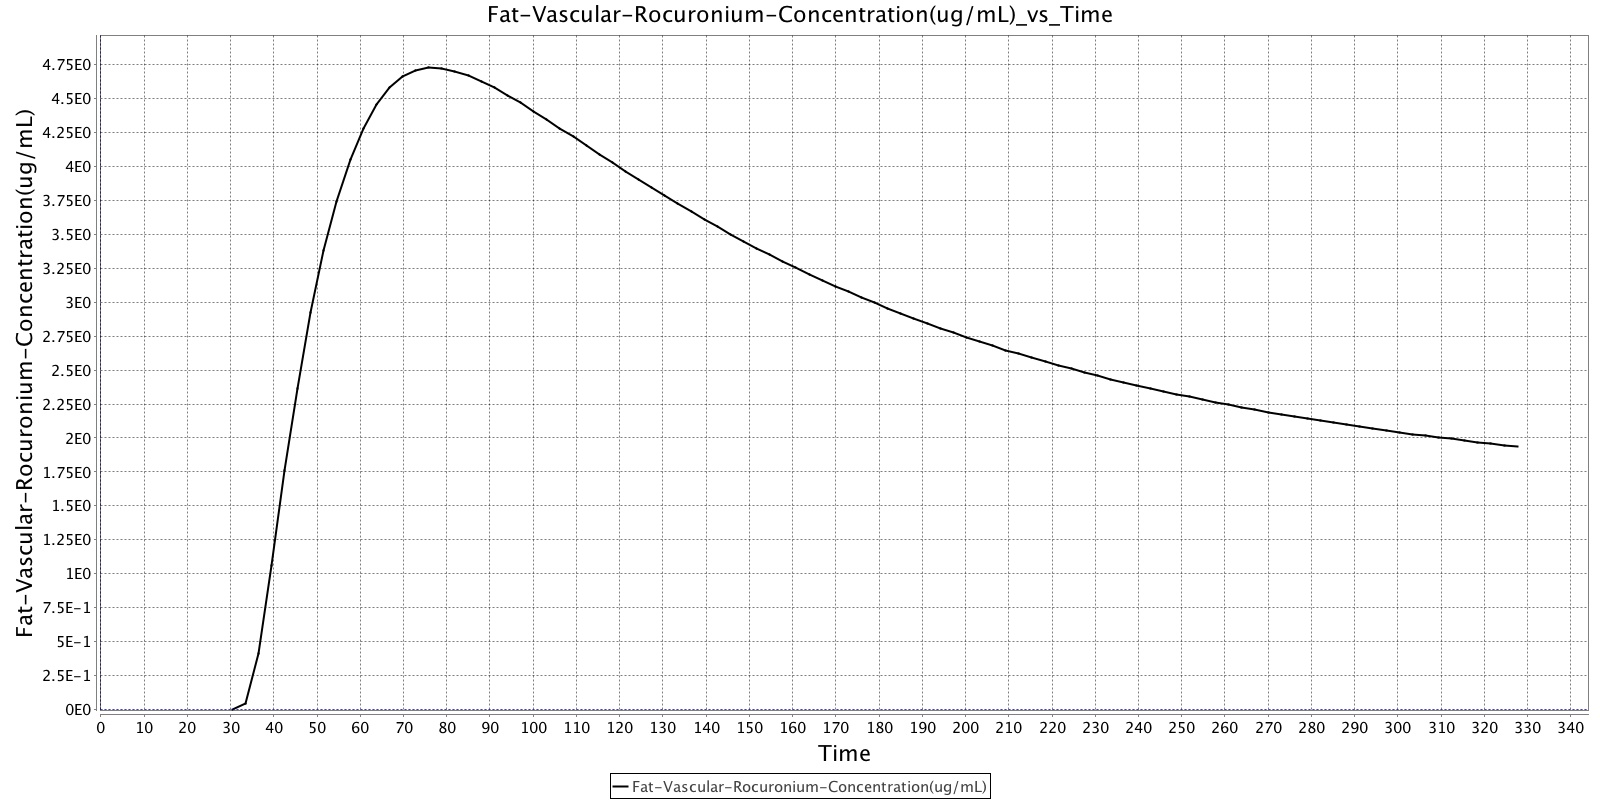 Fat-Vascular-Rocuronium-Concentration(ug/mL)_vs_Time
Fat-Vascular-Rocuronium-Concentration(ug/mL)
4.75E0
4.5E0
4.25E0
4E0
3.75E0
3.5E0
3.25E0
3E0
2.75E0
2.5E0
2.25E0
2E0
1.75E0
1.5E0
1.25E0
1E0
7.5E-1
5E-1
2.5E-1
0E0
0 10 20 30 40 50 60 70 80 90 100 110 120 130 140 150 160 170 180 190 200 210 220 230 240 250 260 270 280 290 300 310 320 330 340
Time
Fat-Vascular-Rocuronium-Concentration(ug/mL)